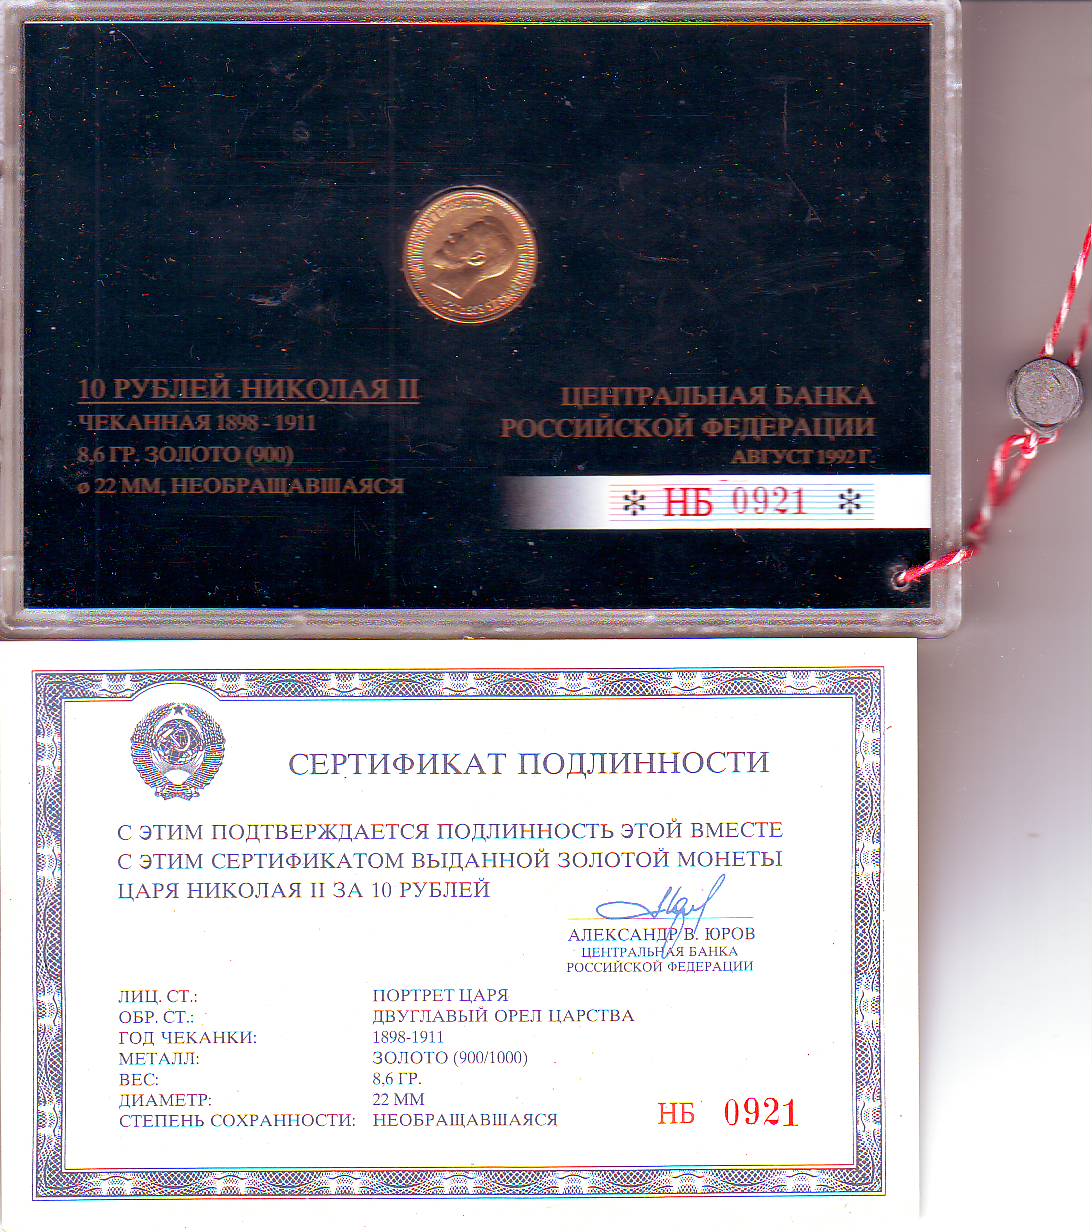 10 РУБЛЕЙ НИКОЛАЯ II
ЧЕКАННАЯ 1898 - 1911
8,6 ГР. ЗОЛОТО (900)
ø 22 ММ, НЕОБРАЩАВШАЯСЯ
ЦЕНТРАЛЬНАЯ БАНКА
РОССИЙСКОЙ ФЕДЕРАЦИИ
АВГУСТ 1992 Г.
* НБ 0921 *
СЕРТИФИКАТ ПОДЛИННОСТИ
С ЭТИМ ПОДТВЕРЖДАЕТСЯ ПОДЛИННОСТЬ ЭТОЙ ВМЕСТЕ
С ЭТИМ СЕРТИФИКАТОМ ВЫДАННОЙ ЗОЛОТОЙ МОНЕТЫ
ЦАРЯ НИКОЛАЯ II ЗА 10 РУБЛЕЙ
АЛЕКСАНДР В. ЮРОВ
ЦЕНТРАЛЬНАЯ БАНКА
РОССИЙСКОЙ ФЕДЕРАЦИИ
ЛИЦ. СТ.: ПОРТРЕТ ЦАРЯ
ОБР. СТ.: ДВУГЛАВЫЙ ОРЕЛ ЦАРСТВА
ГОД ЧЕКАНКИ: 1898-1911
МЕТАЛЛ: ЗОЛОТО (900/1000)
ВЕС: 8,6 ГР.
ДИАМЕТР: 22 ММ
СТЕПЕНЬ СОХРАННОСТИ: НЕОБРАЩАВШАЯСЯ
НБ 0921